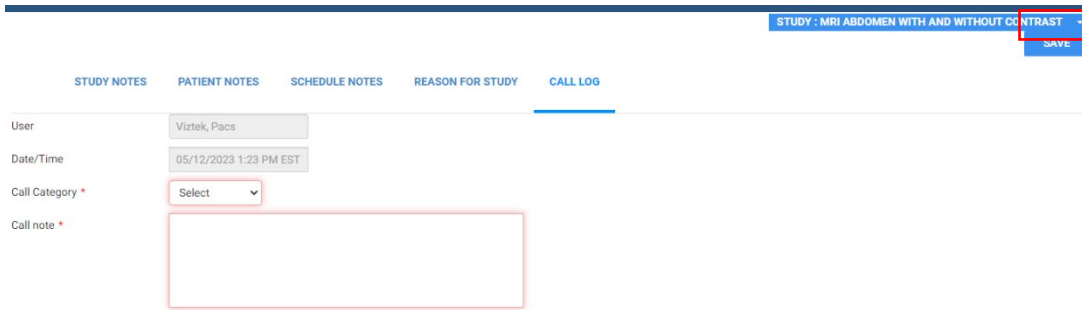 STUDY : MRI ABDOMEN WITH AND WITHOUT CONTRAST
SAVE
STUDY NOTES PATIENT NOTES SCHEDULE NOTES REASON FOR STUDY CALL LOG
User Viztek, Pacs
Date/Time 05/12/2023 1:23 PM EST
Call Category * Select
Call note *